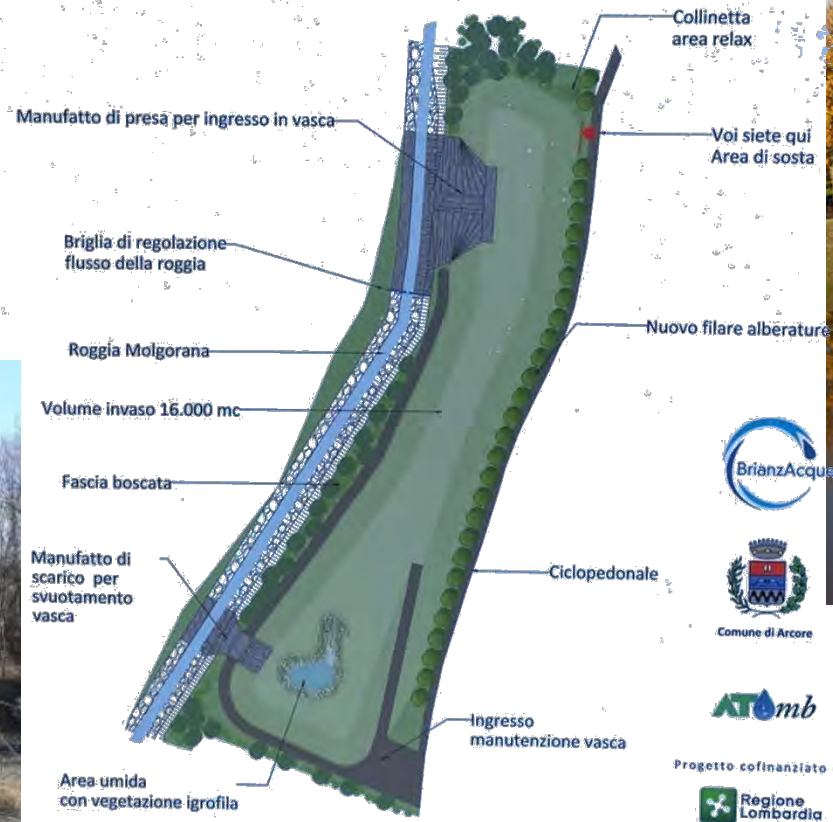 Collinetta
area relax
Manufatto di presa per ingresso in vasca
Voi siete qui
Area di sosta
Briglia di regolazione
flusso della roggia
Nuovo filare alberature
Roggia Molgorana
Volume invaso 16.000 mc
BrianzAcque
Fascia boscata
Manufatto di
scarico per
svuotamento
vasca
Ciclopedonale
Comune di Arcore
ATOmb
Ingresso
manutenzione vasca
Progetto cofinanziato
Area umida
con vegetazione igrofila
Regione
Lombardia